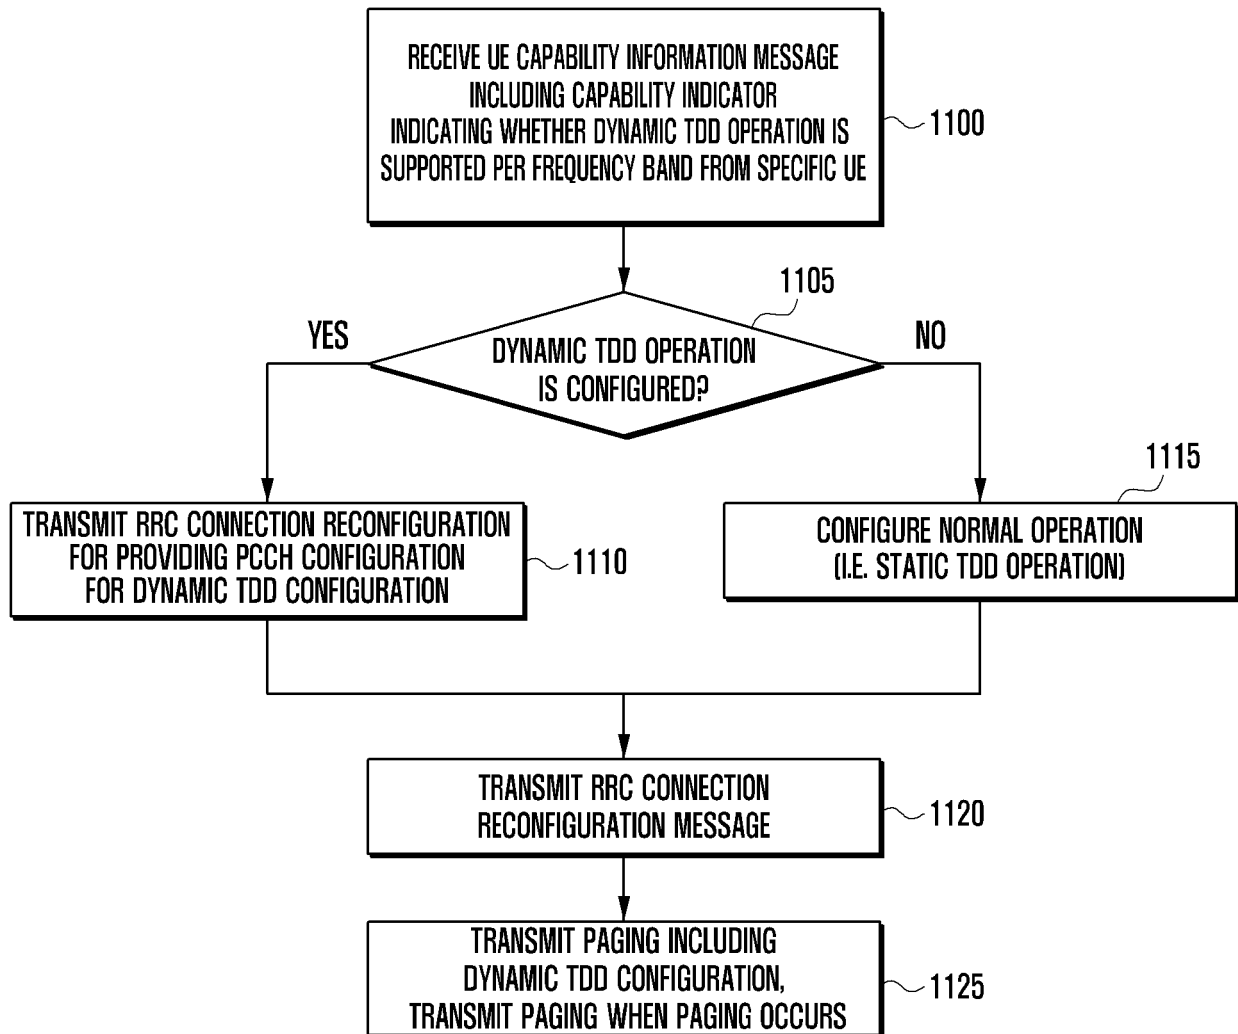 RECEIVE UE CAPABILITY INFORMATION MESSAGE
INCLUDING CAPABILITY INDICATOR
INDICATING WHETHER DYNAMIC TDD OPERATION IS
SUPPORTED PER FREQUENCY BAND FROM SPECIFIC UE
1100
1105
YES
NO
DYNAMIC TDD OPERATION
IS CONFIGURED?
1115
TRANSMIT RRC CONNECTION RECONFIGURATION
FOR PROVIDING PCCH CONFIGURATION
FOR DYNAMIC TDD CONFIGURATION
1110
CONFIGURE NORMAL OPERATION
(I.E. STATIC TDD OPERATION)
TRANSMIT RRC CONNECTION
RECONFIGURATION MESSAGE
1120
TRANSMIT PAGING INCLUDING
DYNAMIC TDD CONFIGURATION,
TRANSMIT PAGING WHEN PAGING OCCURS
1125